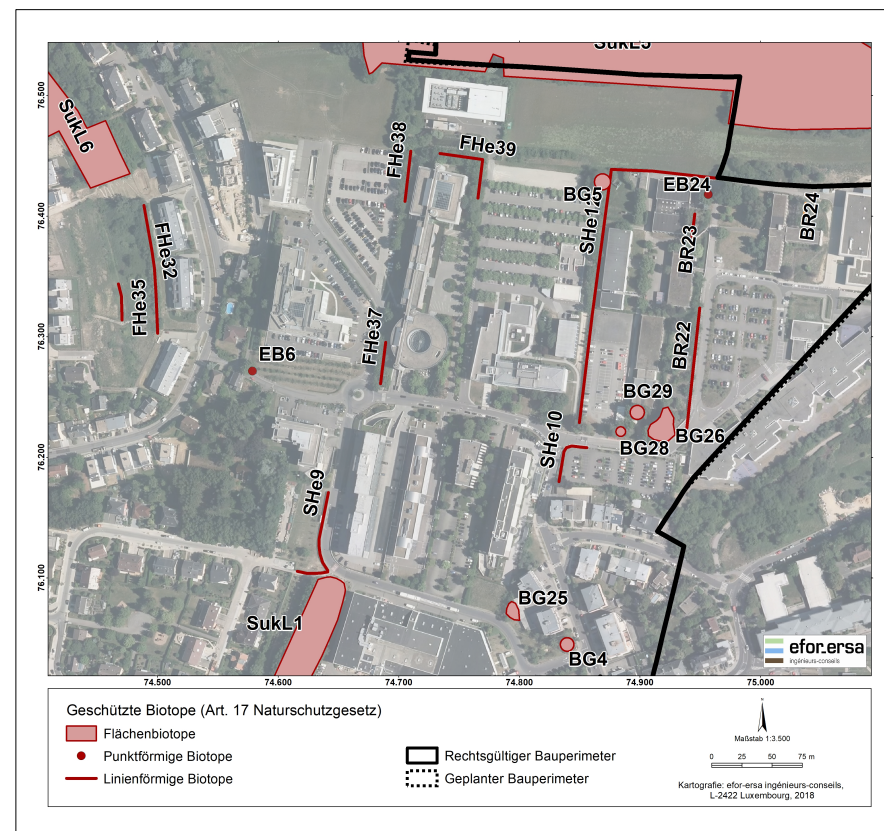 SukL5
76.500
SukL6
FHe38
FHe39
BG5
EB24
76.400
SHe12
BR24
FHe32
BR23
FHe35
76.300
FHe37
BR22
EB6
BG29
BG26
BG28
76.200
SHe10
SHe9
76.100
BG25
SukL1
BG4
efor-ersa
ingénieurs-conseils
74.500
74.600
74.700
74.800
74.900
75.000
Geschützte Biotope (Art. 17 Naturschutzgesetz)
Flächenbiotope
Punktförmige Biotope
Linienförmige Biotope
Rechtsgültiger Bauperimeter
Geplanter Bauperimeter
Maßstab 1:3.500
0 25 50 75 m
Kartografie: efor-ersa ingénieurs-conseils,
L-2422 Luxembourg, 2018